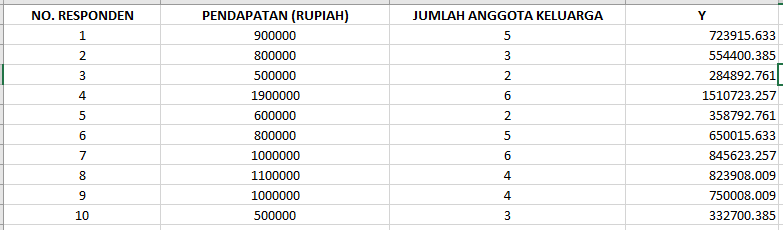 NO. RESPONDEN PENDAPATAN (RUPIAH) JUMLAH ANGGOTA KELUARGA Y
1 900000 5 723915.633
2 800000 3 554400.385
3 500000 2 284892.761
4 1900000 6 1510723.257
5 600000 2 358792.761
6 800000 5 650015.633
7 1000000 6 845623.257
8 1100000 4 823908.009
9 1000000 4 750008.009
10 500000 3 332700.385